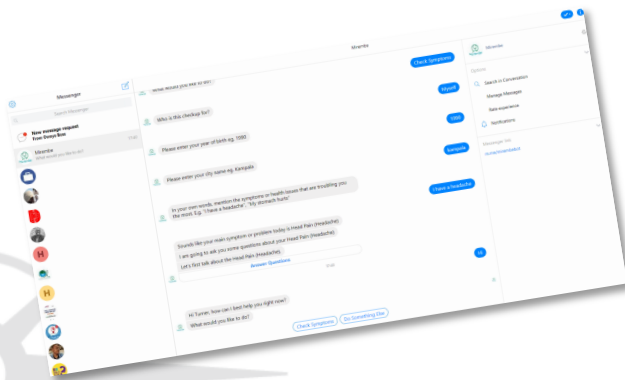 Messenger
Search Messenger
New message request
From Denya Bow
Mirembe
What would you like to do?
H
H
Mirembe
What would you like to do?
Check Symptoms
Who is this checkup for?
Myself
Please enter your year of birth eg. 1990
1990
Please enter your city name eg. Kampala
kampala
In your own words, mention the symptoms or health issues that are troubling you
the most. E.g. "I have a headache", "My stomach hurts"
I have a headache
Sounds like your main symptom or problem today is Head Pain (Headache)
I am going to ask you some questions about your Head Pain (Headache)
Let's first talk about the Head Pain (Headache)
Answer Questions
Hi
Hi Turner, how can I best help you right now?
What would you like to do?
Check Symptoms
Do Something Else
Mirembe
Options
Search in Conversation
Manage Messages
Rate experience
Notifications